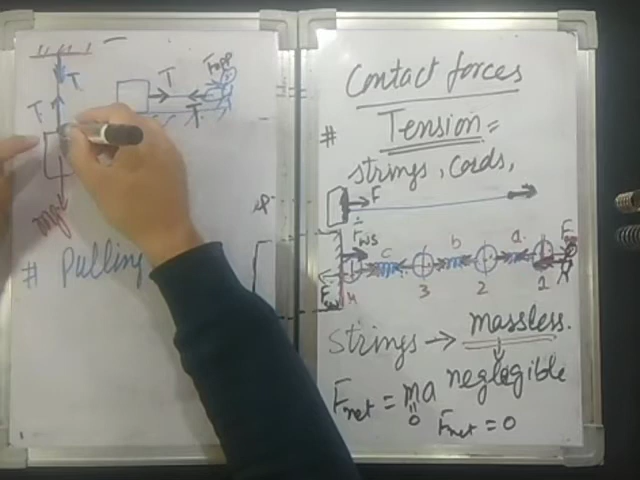 T
T
mg
T
Fapp
T
# Pulling
Contact forces
#
Tension =
strings, Cords,
F
Fws
c
b
a
4
3
2
1
Strings → massless.
neglegible
Fnet = ma
0
Fnet = 0